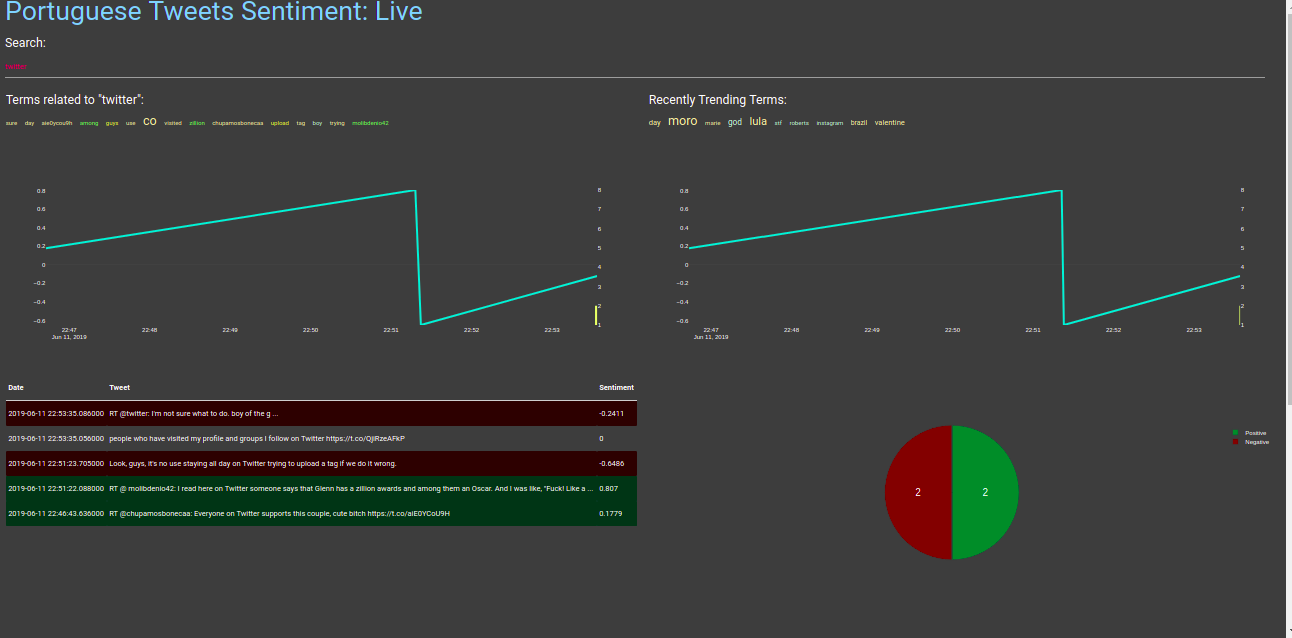 Portuguese Tweets Sentiment: Live
Search:
twitter
Terms related to "twitter":
sure day aie0ycou9h among guys use co visited zillion chupamosbonecaa upload tag boy trying molibdenio42
Recently Trending Terms:
day moro marie god lula stf roberts instagram brazil valentine
0.8
0.6
0.4
0.2
0
−0.2
−0.4
−0.6
8
7
6
5
4
3
2
1
22:47 22:48 22:49 22:50 22:51 22:52 22:53
Jun 11, 2019
0.8
0.6
0.4
0.2
0
−0.2
−0.4
−0.6
8
7
6
5
4
3
2
1
22:47 22:48 22:49 22:50 22:51 22:52 22:53
Jun 11, 2019
Date Tweet Sentiment
2019-06-11 22:53:35.086000 RT @twitter: I'm not sure what to do. boy of the g ... -0.2411
2019-06-11 22:53:35.056000 people who have visited my profile and groups I follow on Twitter https://t.co/QjiRzeAFkP 0
2019-06-11 22:51:23.705000 Look, guys, it's no use staying all day on Twitter trying to upload a tag if we do it wrong. -0.6486
2019-06-11 22:51:22.088000 RT @ molibdenio42: I read here on Twitter someone says that Glenn has a zillion awards and among them an Oscar. And I was like, "Fuck! Like a ... 0.807
2019-06-11 22:46:43.636000 RT @chupamosbonecaa: Everyone on Twitter supports this couple, cute bitch https://t.co/aiE0YCoU9H 0.1779
2
2
Positive
Negative